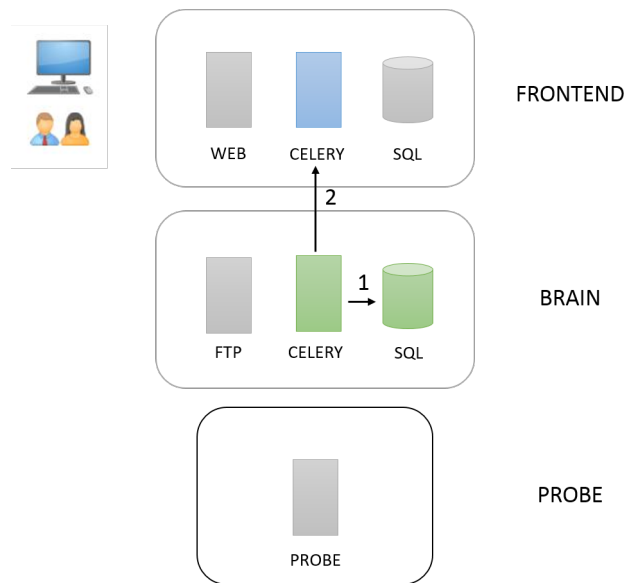 FRONTEND
WEB
CELERY
SQL
2
1
BRAIN
FTP
CELERY
SQL
PROBE
PROBE